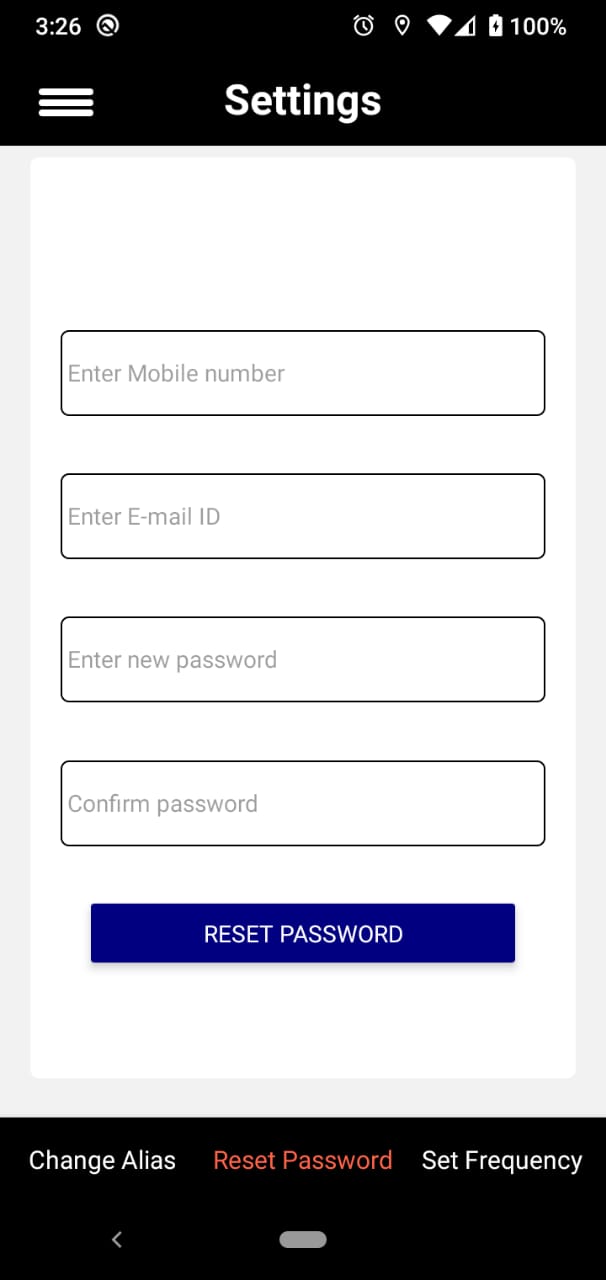 3:26 100%
Settings
Enter Mobile number
Enter E-mail ID
Enter new password
Confirm password
RESET PASSWORD
Change Alias Reset Password Set Frequency